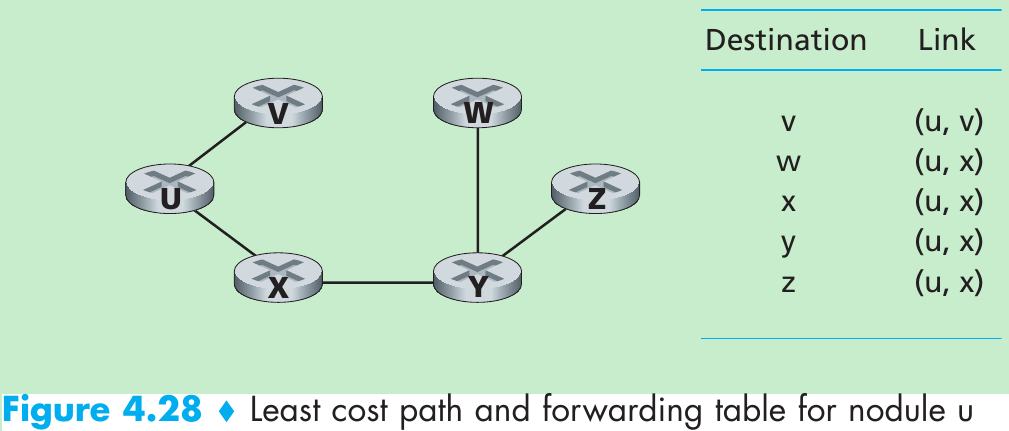 Destination Link
V W
v (u, v)
w (u, x)
U Z
x (u, x)
y (u, x)
X Y
z (u, x)
Figure 4.28 ♦ Least cost path and forwarding table for nodule u